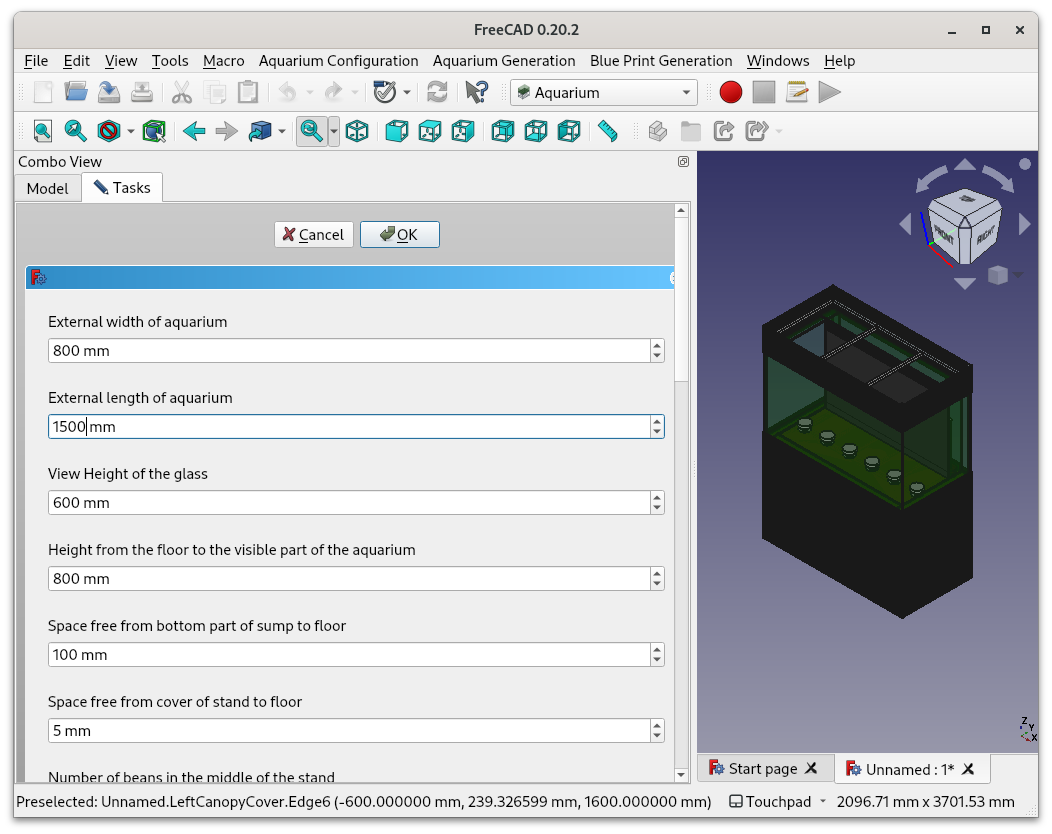 FreeCAD 0.20.2
File Edit View Tools Macro Aquarium Configuration Aquarium Generation Blue Print Generation Windows Help
Aquarium
Combo View
Model Tasks
Cancel OK
External width of aquarium
800 mm
External length of aquarium
1500 mm
View Height of the glass
600 mm
Height from the floor to the visible part of the aquarium
800 mm
Space free from bottom part of sump to floor
100 mm
Space free from cover of stand to floor
5 mm
Number of beans in the middle of the stand
FRONT RIGHT
Z
Y
X
Start page Unnamed : 1*
Preselected: Unnamed.LeftCanopyCover.Edge6 (-600.000000 mm, 239.326599 mm, 1600.000000 mm) Touchpad 2096.71 mm x 3701.53 mm